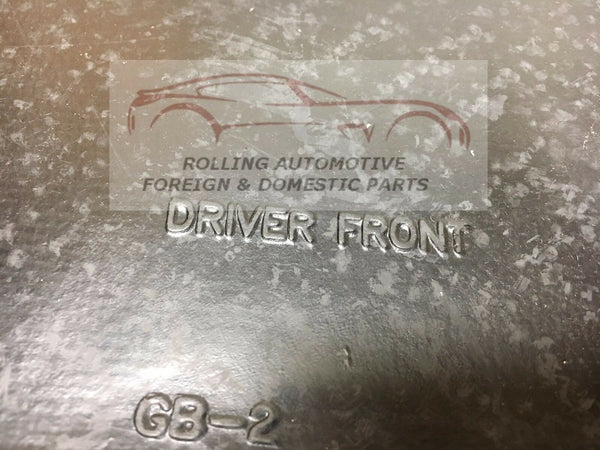 ROLLING AUTOMOTIVE
FOREIGN & DOMESTIC PARTS
DRIVER FRONT
GB-2